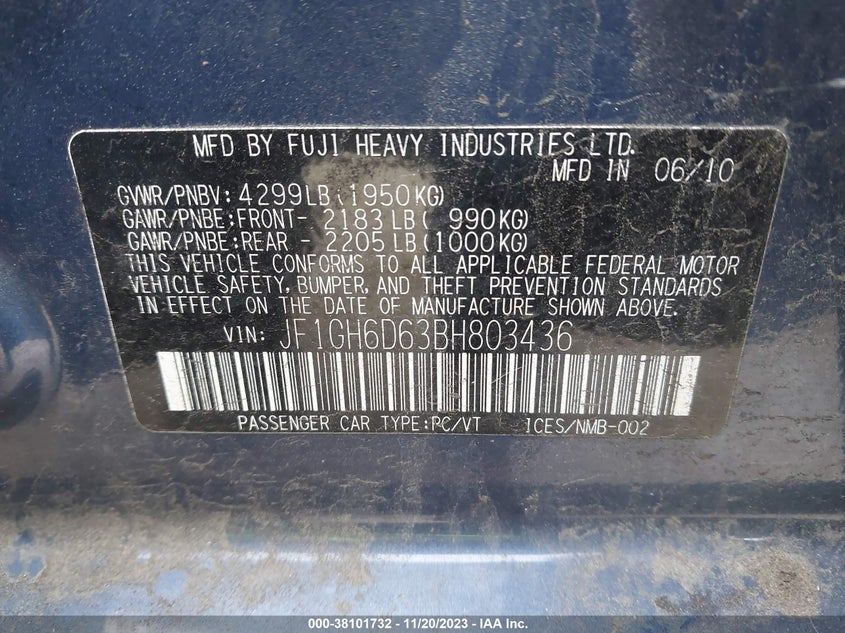 MFD BY FUJI HEAVY INDUSTRIES LTD.
MFD IN 06/10
GVWR/PNBV: 4299LB (1950KG)
GAWR/PNBE:FRONT- 2183 LB ( 990KG)
GAWR/PNBE:REAR - 2205 LB (1000KG)
THIS VEHICLE CONFORMS TO ALL APPLICABLE FEDERAL MOTOR
VEHICLE SAFETY, BUMPER, AND THEFT PREVENTION STANDARDS
IN EFFECT ON THE DATE OF MANUFACTURE SHOWN ABOVE.
VIN: JF1GH6D63BH803436
PASSENGER CAR TYPE:PC/VT ICES/NMB-002
000-38101732 - 11/20/2023 - IAA Inc.